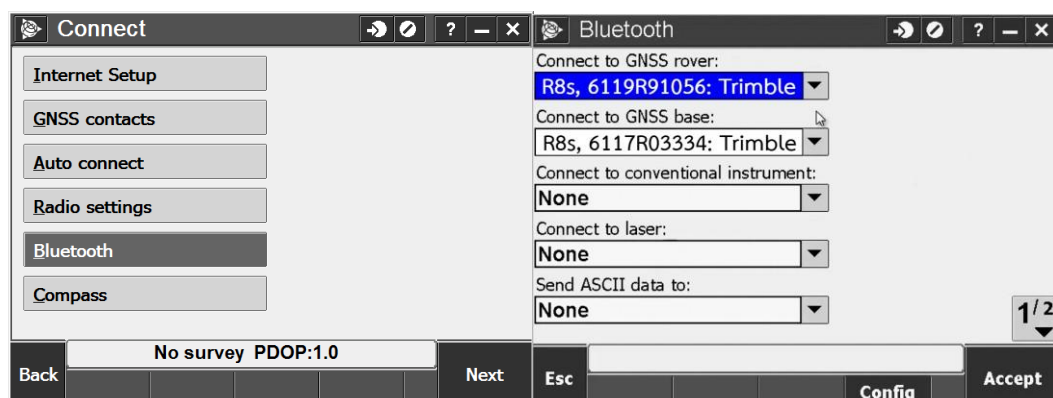 Connect
?
Internet Setup
GNSS contacts
Auto connect
Radio settings
Bluetooth
Compass
No survey PDOP:1.0
Back
Next
Bluetooth
?
Connect to GNSS rover:
R8s, 6119R91056: Trimble
Connect to GNSS base:
R8s, 6117R03334: Trimble
Connect to conventional instrument:
None
Connect to laser:
None
Send ASCII data to:
None
1/2
Esc
Config
Accept